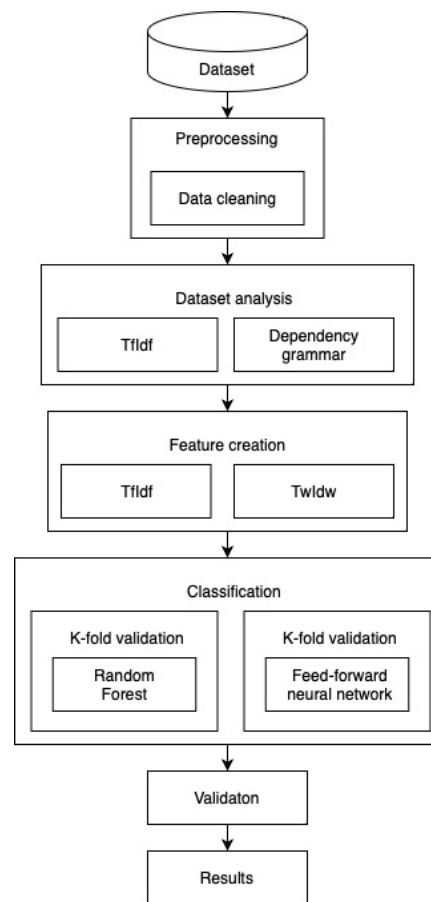 Dataset
Preprocessing
Data cleaning
Dataset analysis
TfIdf
Dependency
grammar
Feature creation
TfIdf
TwIdw
Classification
K-fold validation
Random
Forest
K-fold validation
Feed-forward
neural network
Validaton
Results